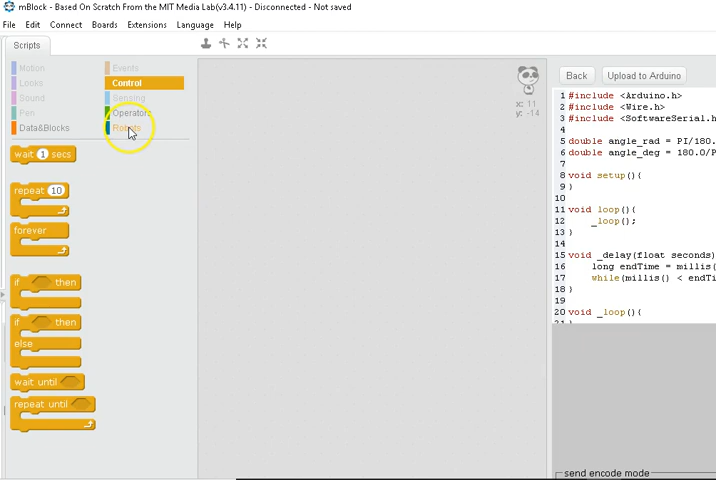 mBlock - Based On Scratch From the MIT Media Lab(v3.4.11) - Disconnected - Not saved
File Edit Connect Boards Extensions Language Help
Scripts
Motion Events
Looks Control
Sound Sensing
Pen Operators
Data&Blocks Robots
wait 1 secs
repeat 10
forever
if then
if then
else
wait until
repeat until
x: 11
y: -14
Back Upload to Arduino
1 #include <Arduino.h>
2 #include <Wire.h>
3 #include <SoftwareSerial.h
4
5 double angle_rad = PI/180.
6 double angle_deg = 180.0/P
7
8 void setup(){
9 }
10
11 void loop(){
12 _loop();
13 }
14
15 void _delay(float seconds)
16 long endTime = millis(
17 while(millis() < endTi
18 }
19
20 void _loop(){
21 }
send encode mode